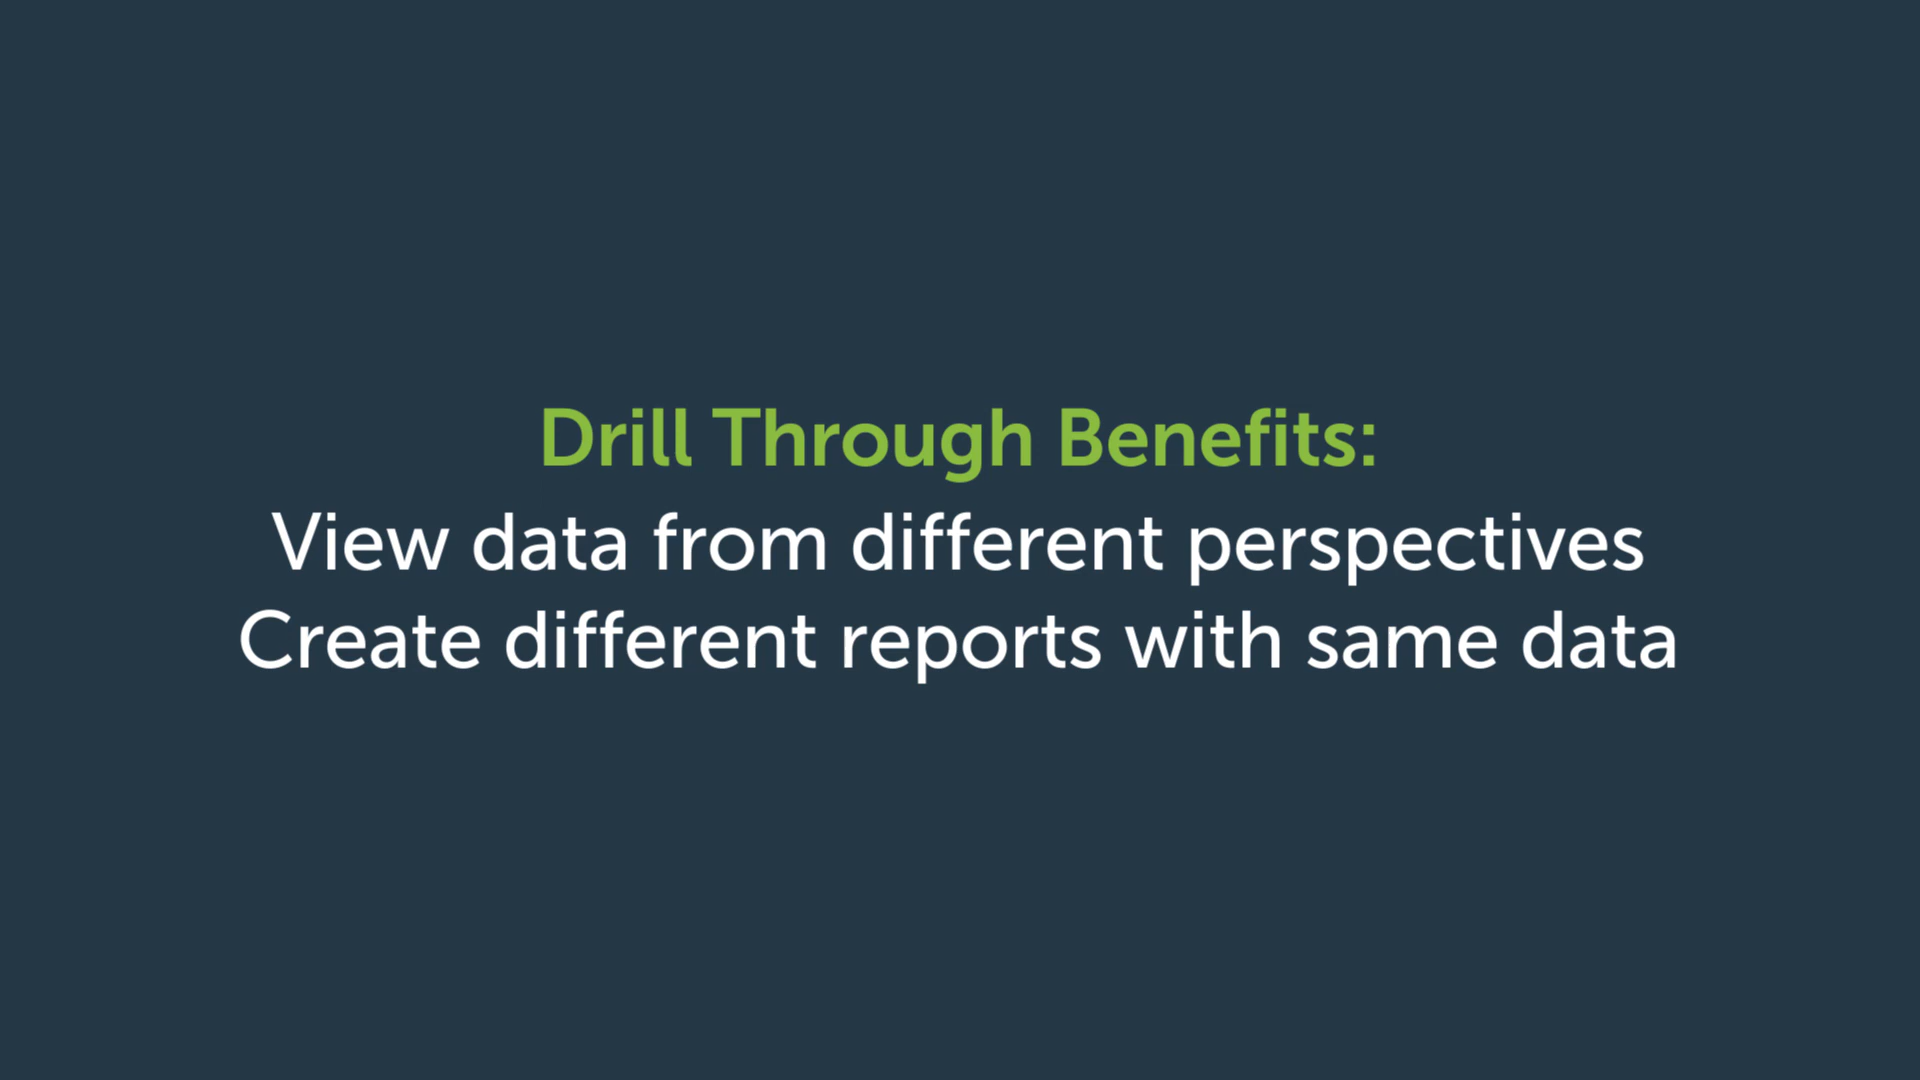 Drill Through Benefits:
View data from different perspectives
Create different reports with same data